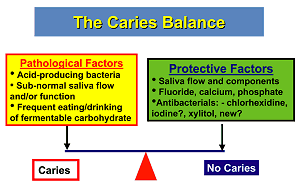 The Caries Balance
Pathological Factors
• Acid-producing bacteria
• Sub-normal saliva flow
and/or function
• Frequent eating/drinking
of fermentable carbohydrate
Protective Factors
• Saliva flow and components
• Fluoride, calcium, phosphate
•Antibacterials: - chlorhexidine,
iodine?, xylitol, new?
Caries
No Caries